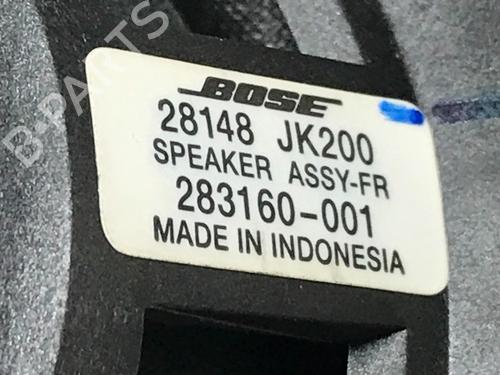 BOSE
28148 JK200
SPEAKER ASSY-FR
283160-001
MADE IN INDONESIA
B-PARTS